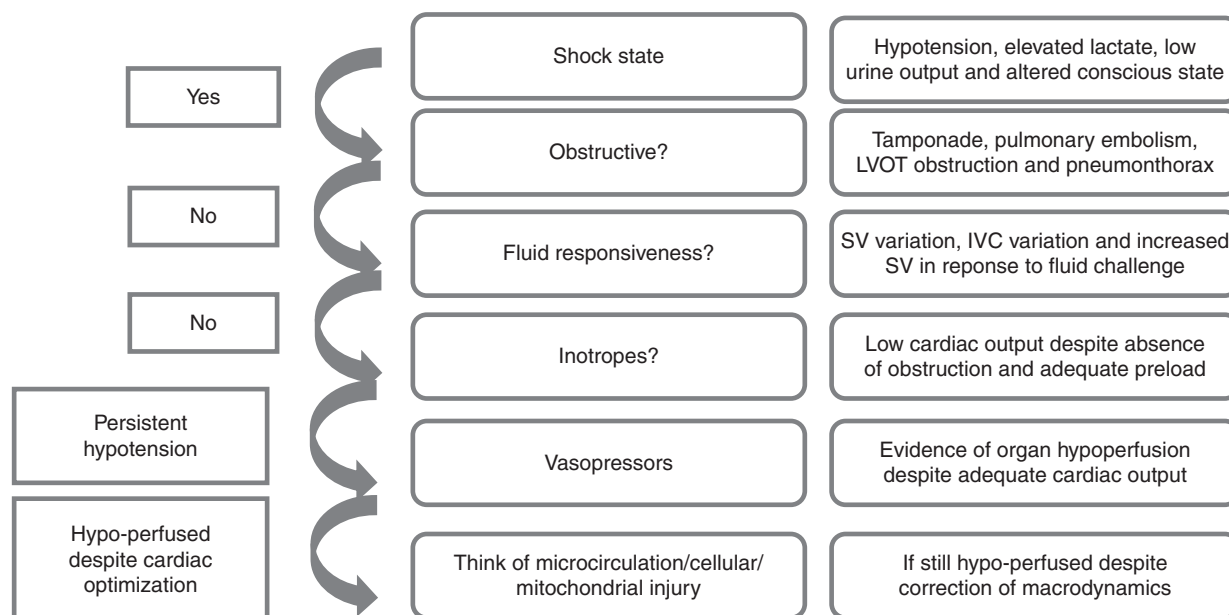 Shock state
Hypotension, elevated lactate, low
urine output and altered conscious state
Yes
Obstructive?
Tamponade, pulmonary embolism,
LVOT obstruction and pneumonthorax
No
Fluid responsiveness?
SV variation, IVC variation and increased
SV in reponse to fluid challenge
No
Inotropes?
Low cardiac output despite absence
of obstruction and adequate preload
Persistent
hypotension
Vasopressors
Evidence of organ hypoperfusion
despite adequate cardiac output
Hypo-perfused
despite cardiac
optimization
Think of microcirculation/cellular/
mitochondrial injury
If still hypo-perfused despite
correction of macrodynamics